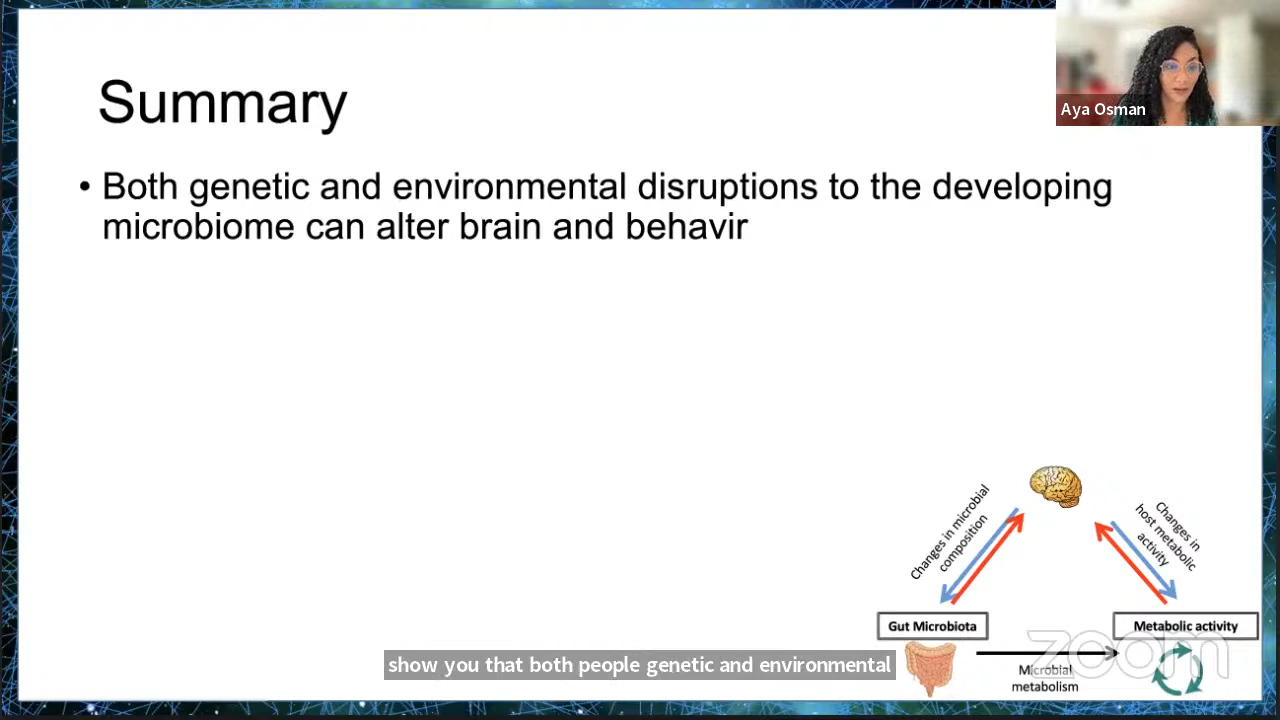 Summary
Aya Osman
• Both genetic and environmental disruptions to the developing
microbiome can alter brain and behavir
Changes in microbial
composition
Changes in
host metabolic
activity
Gut Microbiota
Metabolic activity
Microbial
metabolism
zoom
show you that both people genetic and environmental